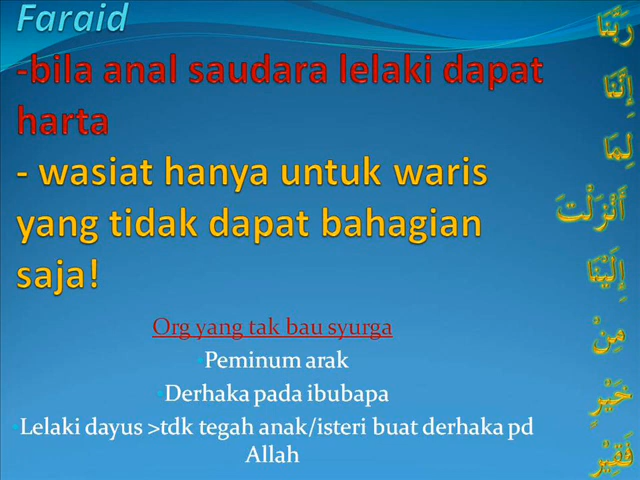 Faraid
-bila anal saudara lelaki dapat
harta
- wasiat hanya untuk waris
yang tidak dapat bahagian
saja!
Org yang tak bau syurga
•Peminum arak
•Derhaka pada ibubapa
•Lelaki dayus >tdk tegah anak/isteri buat derhaka pd
Allah
رَبَّنَا
إِنَّنَا
لِمَا
أَنْزَلْتَ
إِلَيْنَا
مِنْ
خَيْرٍ
فَقِيْرٌ